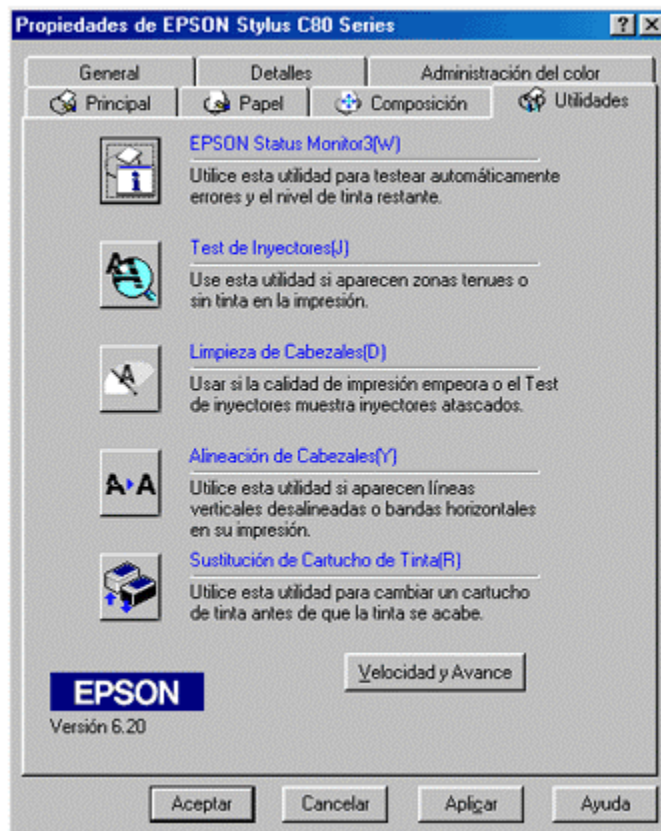 Propiedades de EPSON Stylus C80 Series
General Detalles Administración del color
Principal Papel Composición Utilidades
EPSON Status Monitor3(W)
Utilice esta utilidad para testear automáticamente
errores y el nivel de tinta restante.
Test de Inyectores(J)
Use esta utilidad si aparecen zonas tenues o
sin tinta en la impresión.
Limpieza de Cabezales(D)
Usar si la calidad de impresión empeora o el Test
de inyectores muestra inyectores atascados.
Alineación de Cabezales(Y)
A A
Utilice esta utilidad si aparecen líneas
verticales desalineadas o bandas horizontales
en su impresión.
Sustitución de Cartucho de Tinta(R)
Utilice esta utilidad para cambiar un cartucho
de tinta antes de que la tinta se acabe.
Velocidad y Avance
EPSON
Versión 6.20
Aceptar Cancelar Aplicar Ayuda